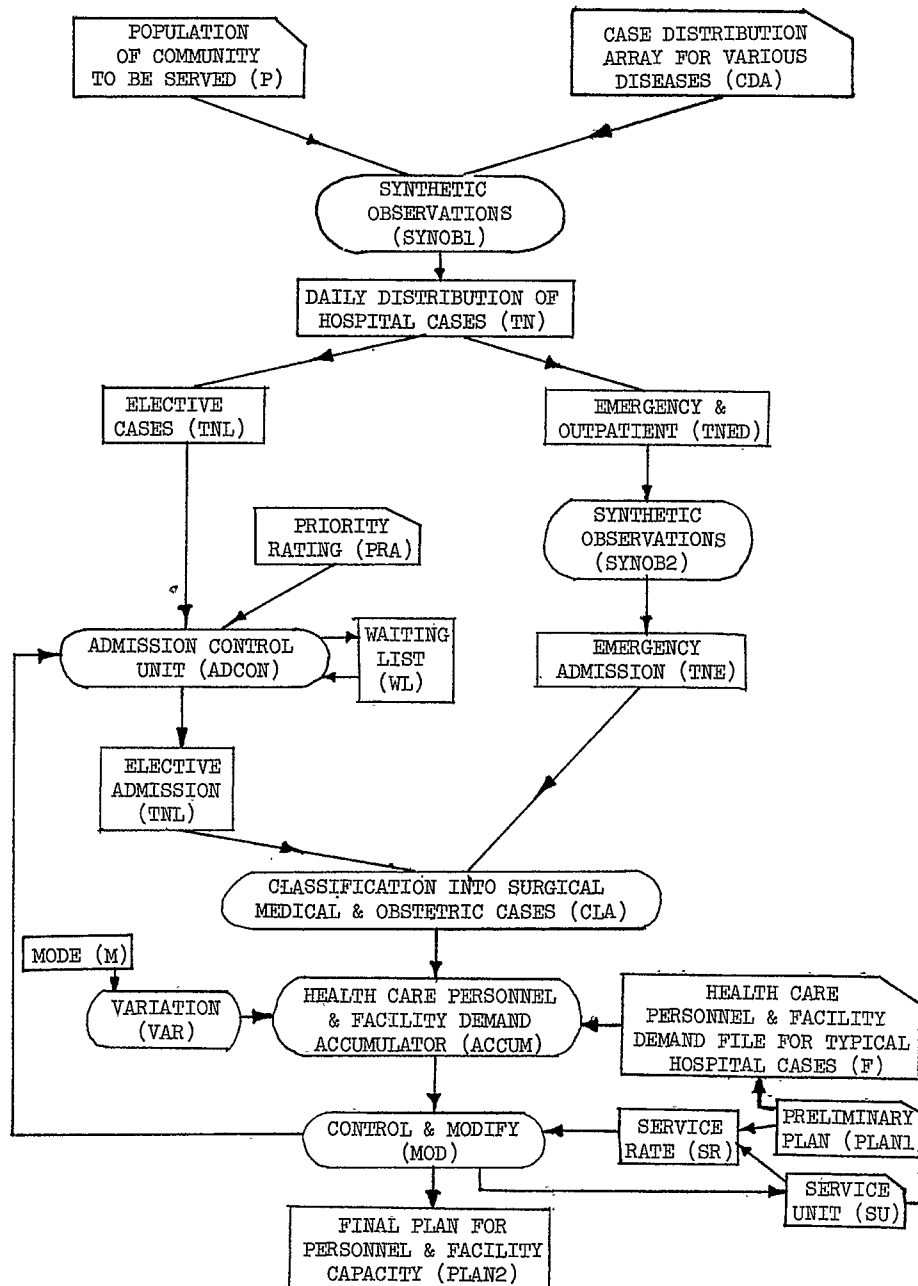 POPULATION
OF COMMUNITY
TO BE SERVED (P)
CASE DISTRIBUTION
ARRAY FOR VARIOUS
DISEASES (CDA)
SYNTHETIC
OBSERVATIONS
(SYNOB1)
DAILY DISTRIBUTION OF
HOSPITAL CASES (TN)
ELECTIVE
CASES (TNL)
EMERGENCY &
OUTPATIENT (TNED)
PRIORITY
RATING (PRA)
SYNTHETIC
OBSERVATIONS
(SYNOB2)
ADMISSION CONTROL
UNIT (ADCON)
WAITING
LIST
(WL)
EMERGENCY
ADMISSION (TNE)
ELECTIVE
ADMISSION
(TNL)
CLASSIFICATION INTO SURGICAL
MEDICAL & OBSTETRIC CASES (CLA)
MODE (M)
VARIATION
(VAR)
HEALTH CARE PERSONNEL
& FACILITY DEMAND
ACCUMULATOR (ACCUM)
HEALTH CARE
PERSONNEL & FACILITY
DEMAND FILE FOR TYPICAL
HOSPITAL CASES (F)
CONTROL & MODIFY
(MOD)
SERVICE
RATE (SR)
PRELIMINARY
PLAN (PLAN1
SERVICE
UNIT (SU)
FINAL PLAN FOR
PERSONNEL & FACILITY
CAPACITY (PLAN2)